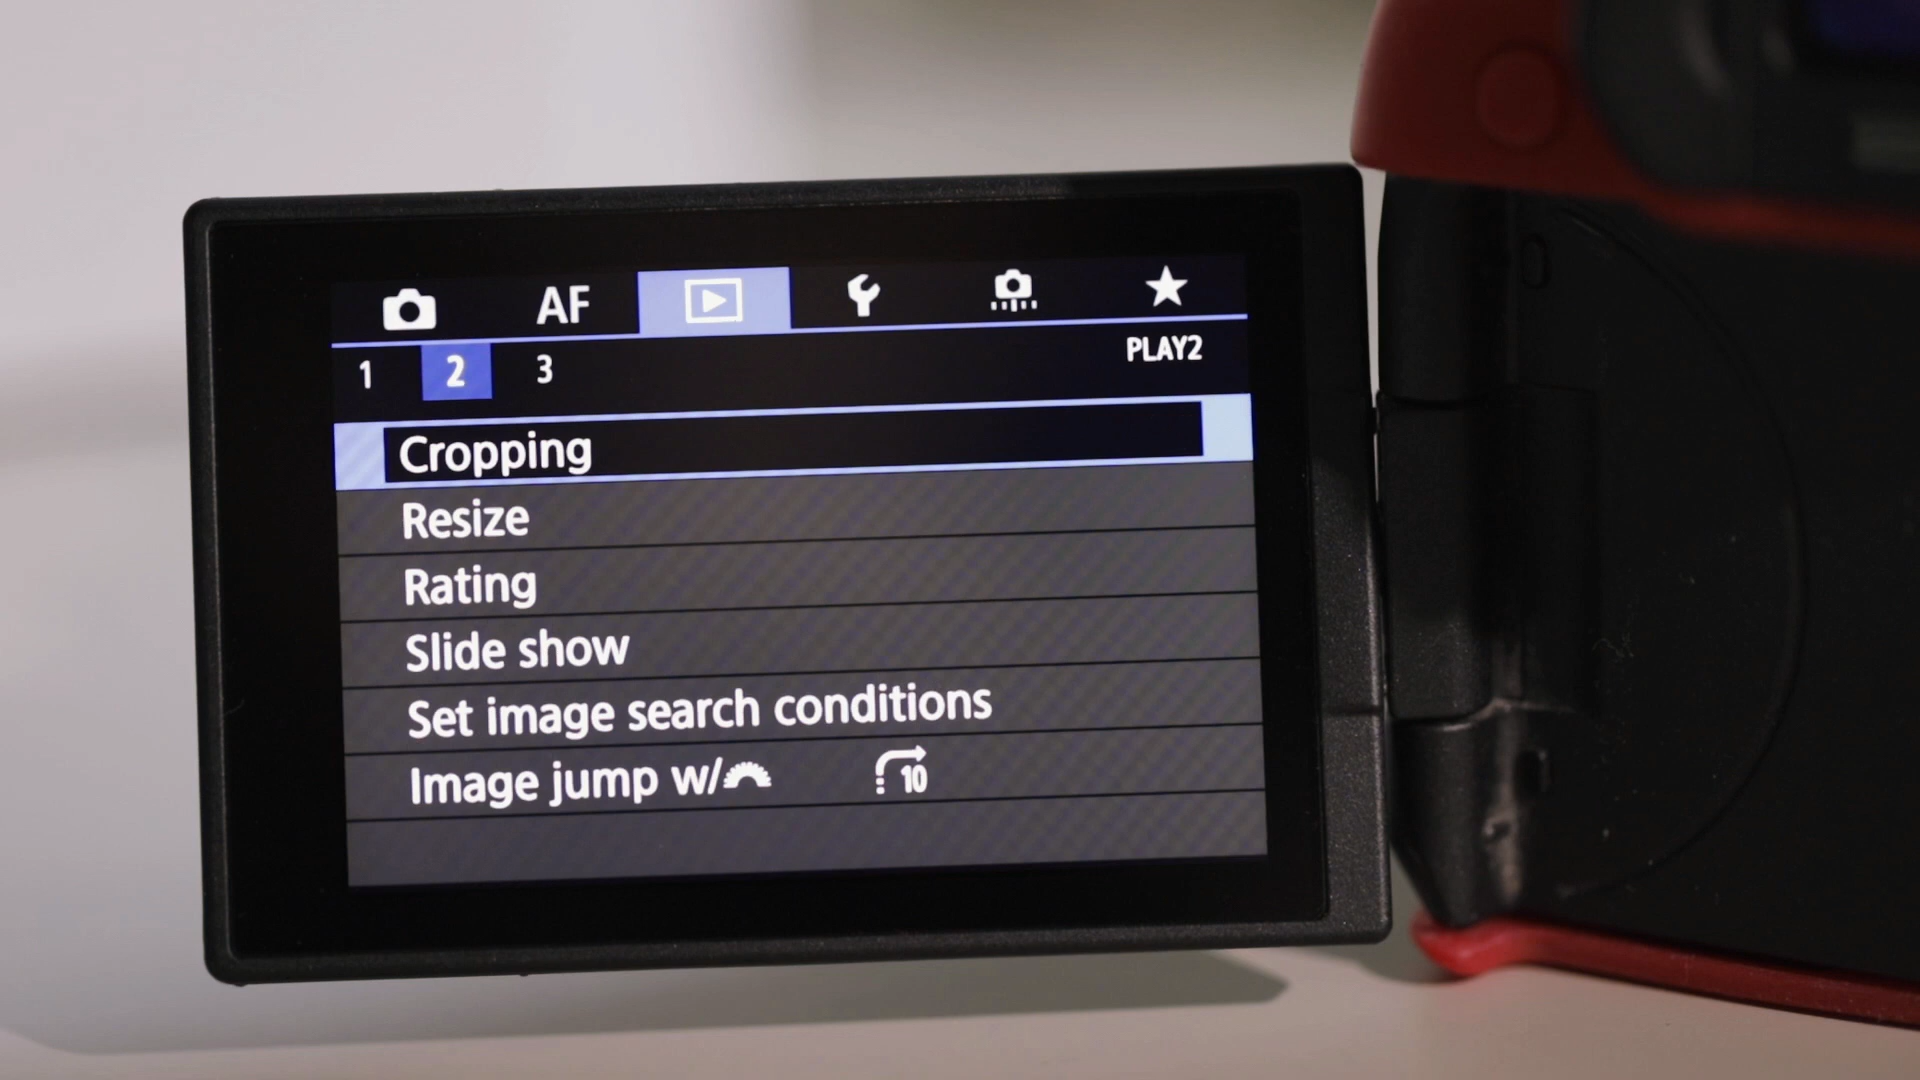 AF
1 2 3 PLAY2
Cropping
Resize
Rating
Slide show
Set image search conditions
Image jump w/ 10